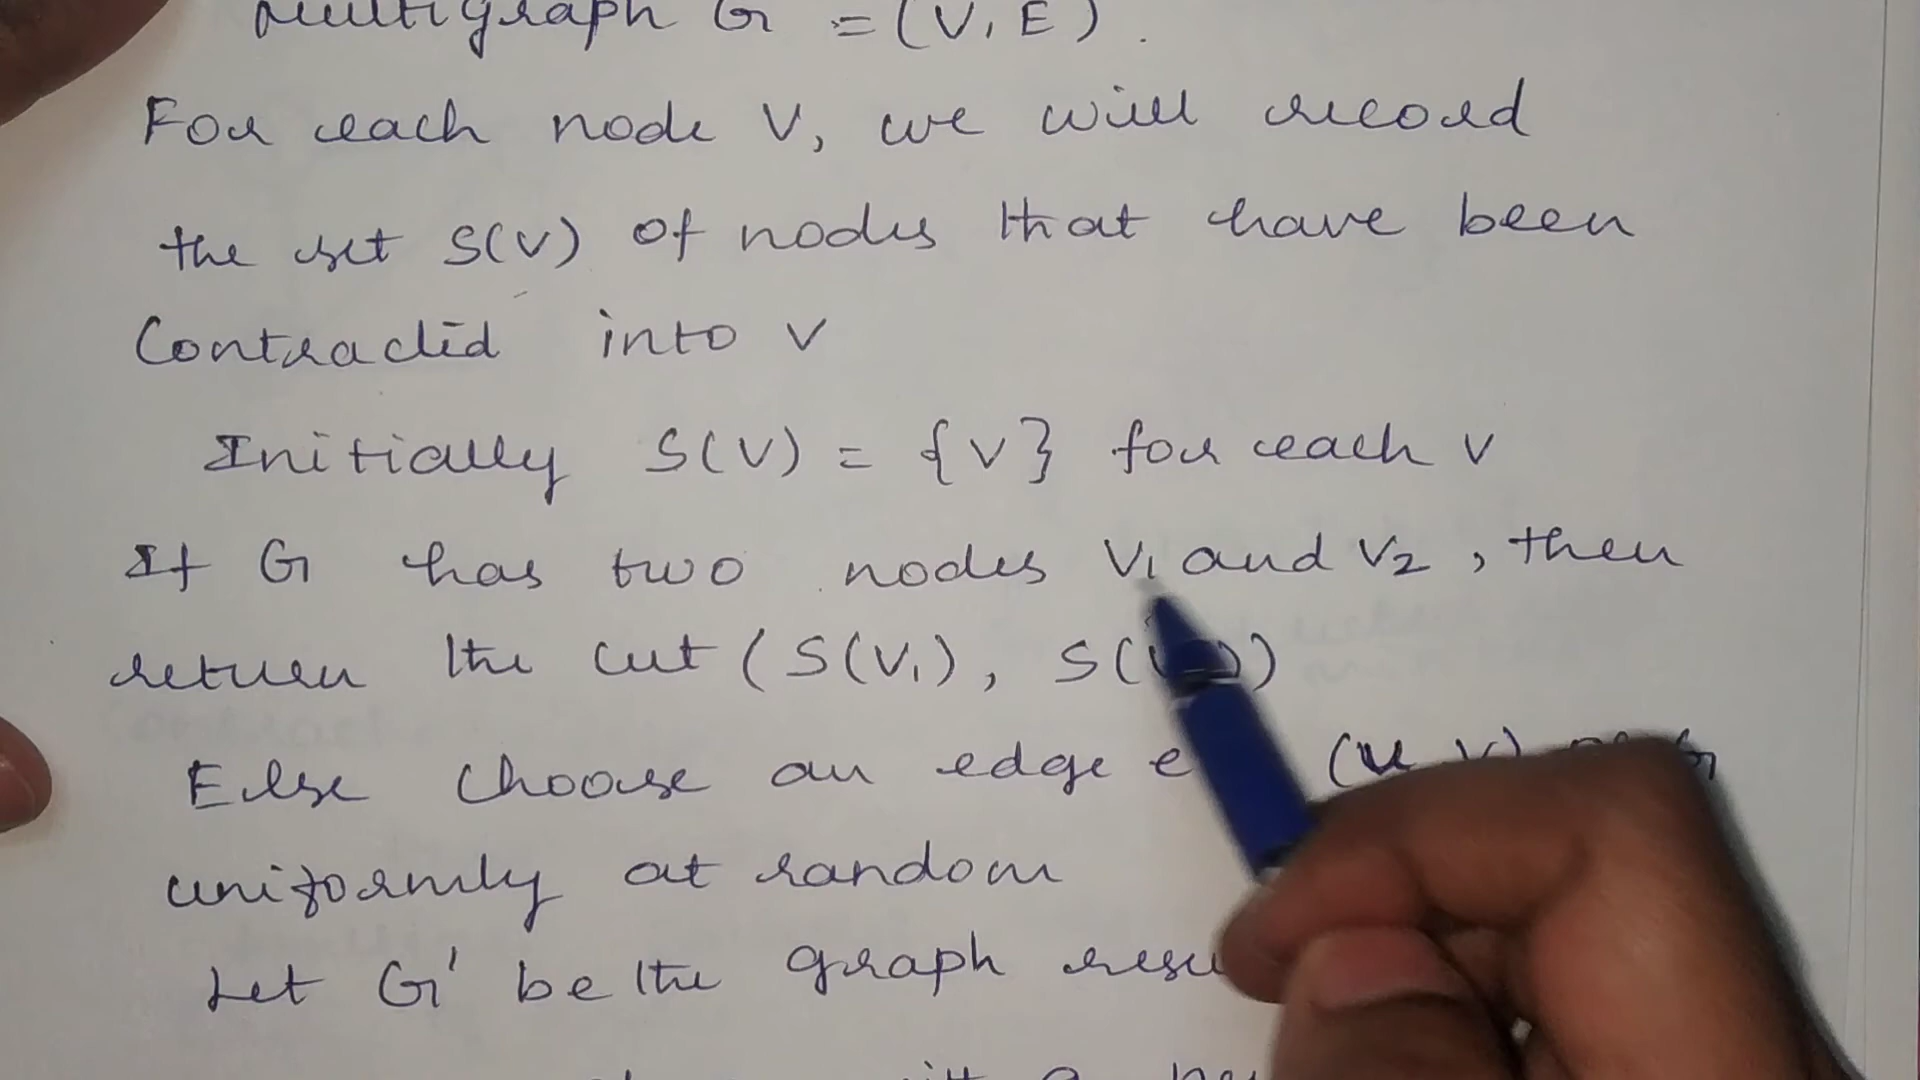 multigraph G = (V, E).
For each node V, we will record
the set S(V) of nodes that have been
Contracted into V
Initially S(V) = {V} for each V
If G has two nodes V1 and V2, then
return the cut (S(V1), S(
Else choose an edge e (u, V) of G
uniformly at random
Let G' be the graph